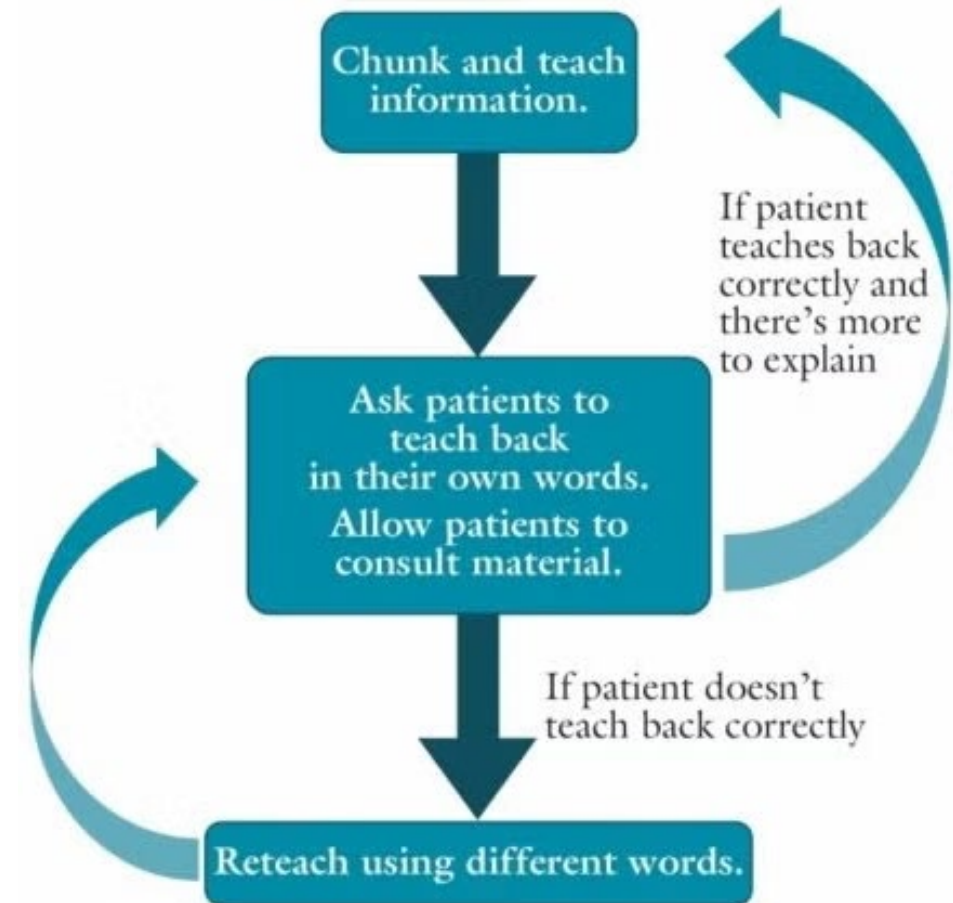 Chunk and teach
information.
If patient
teaches back
correctly and
there's more
to explain
Ask patients to
teach back
in their own words.
Allow patients to
consult material.
If patient doesn't
teach back correctly
Reteach using different words.